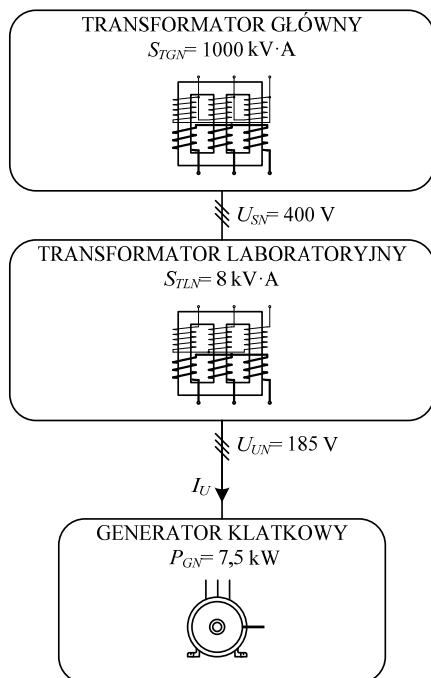 TRANSFORMATOR GŁÓWNY
S_TGN= 1000 kV·A
U_SN= 400 V
TRANSFORMATOR LABORATORYJNY
S_TLN= 8 kV·A
U_UN= 185 V
I_U
GENERATOR KLATKOWY
P_GN= 7,5 kW